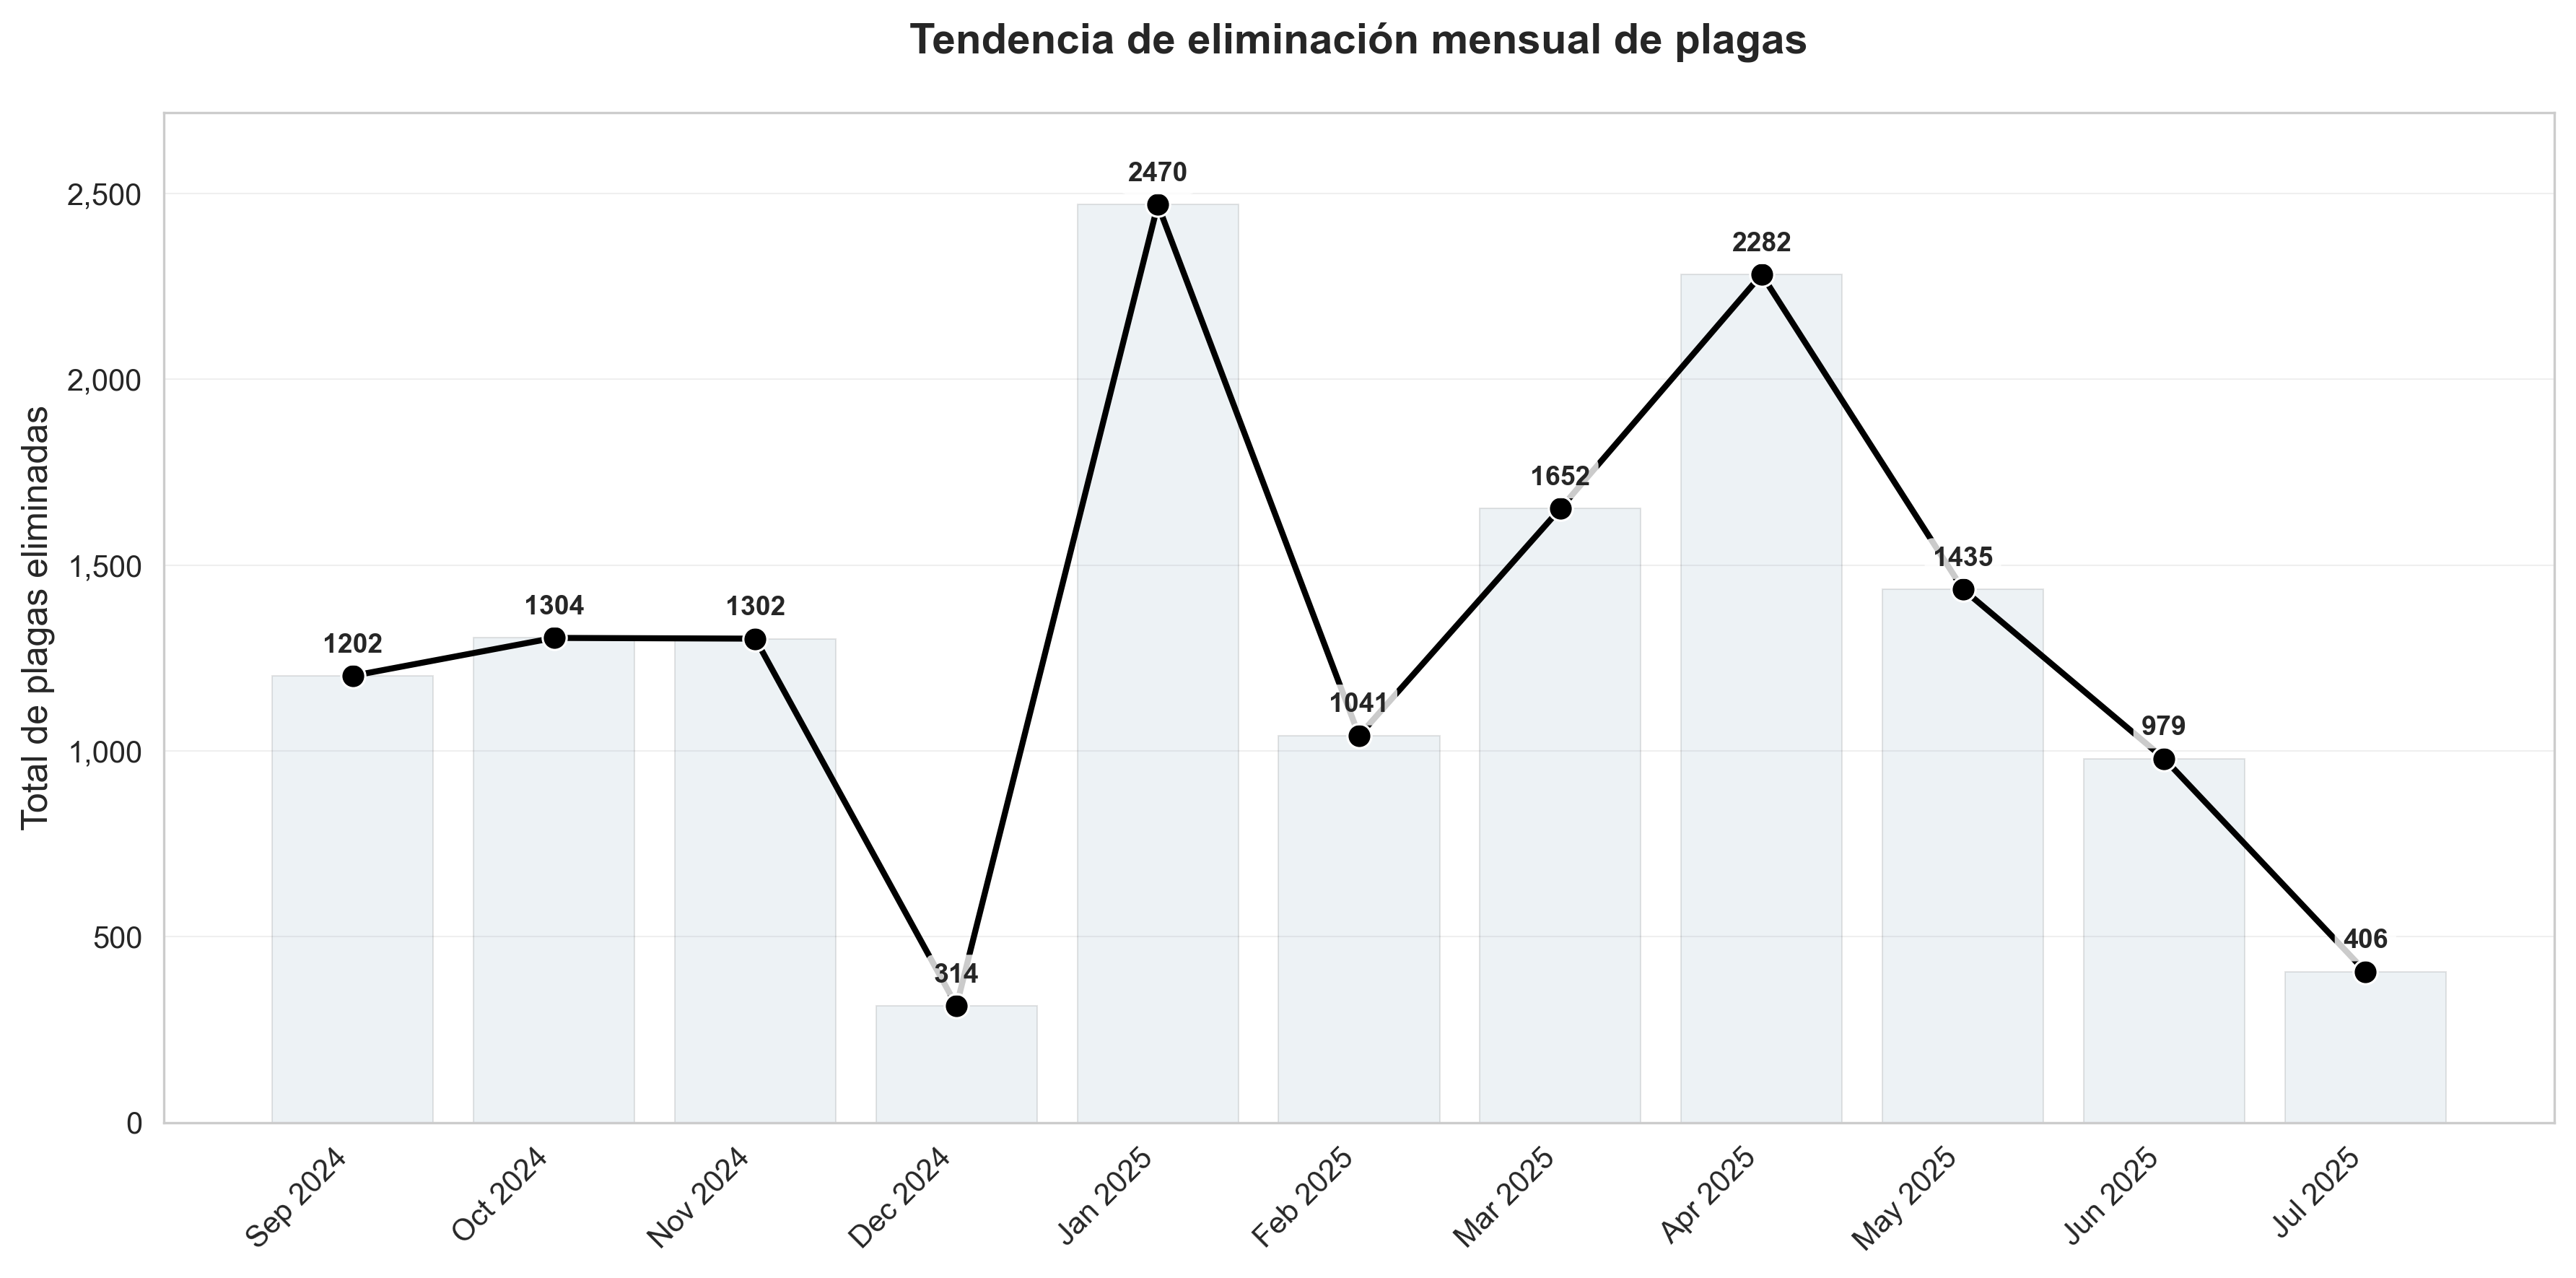 Tendencia de eliminación mensual de plagas
Total de plagas eliminadas
2,500
2,000
1,500
1,000
500
0
1202
1304
1302
314
2470
1041
1652
2282
1435
979
406
Sep 2024
Oct 2024
Nov 2024
Dec 2024
Jan 2025
Feb 2025
Mar 2025
Apr 2025
May 2025
Jun 2025
Jul 2025